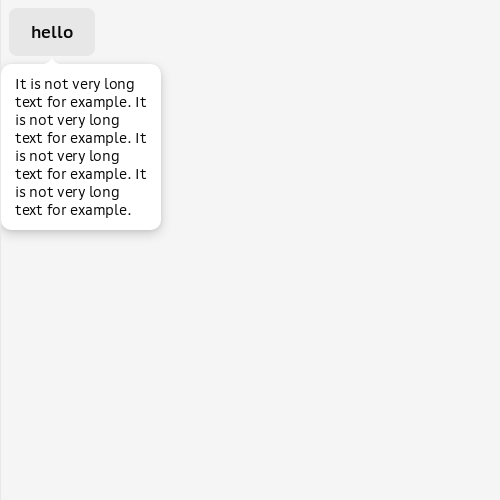 hello
It is not very long
text for example. It
is not very long
text for example. It
is not very long
text for example. It
is not very long
text for example.